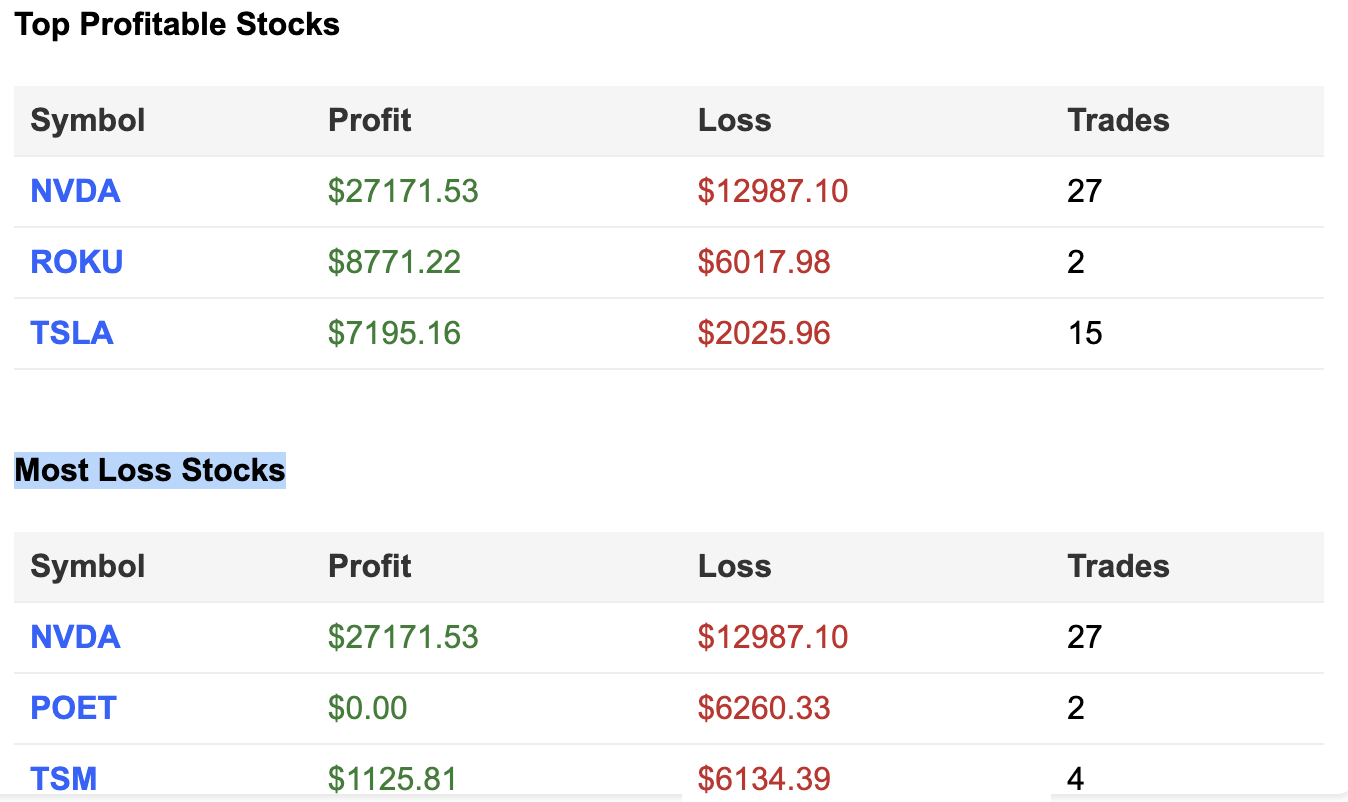 Top Profitable Stocks
Symbol Profit Loss Trades
NVDA $27171.53 $12987.10 27
ROKU $8771.22 $6017.98 2
TSLA $7195.16 $2025.96 15
Most Loss Stocks
Symbol Profit Loss Trades
NVDA $27171.53 $12987.10 27
POET $0.00 $6260.33 2
TSM $1125.81 $6134.39 4